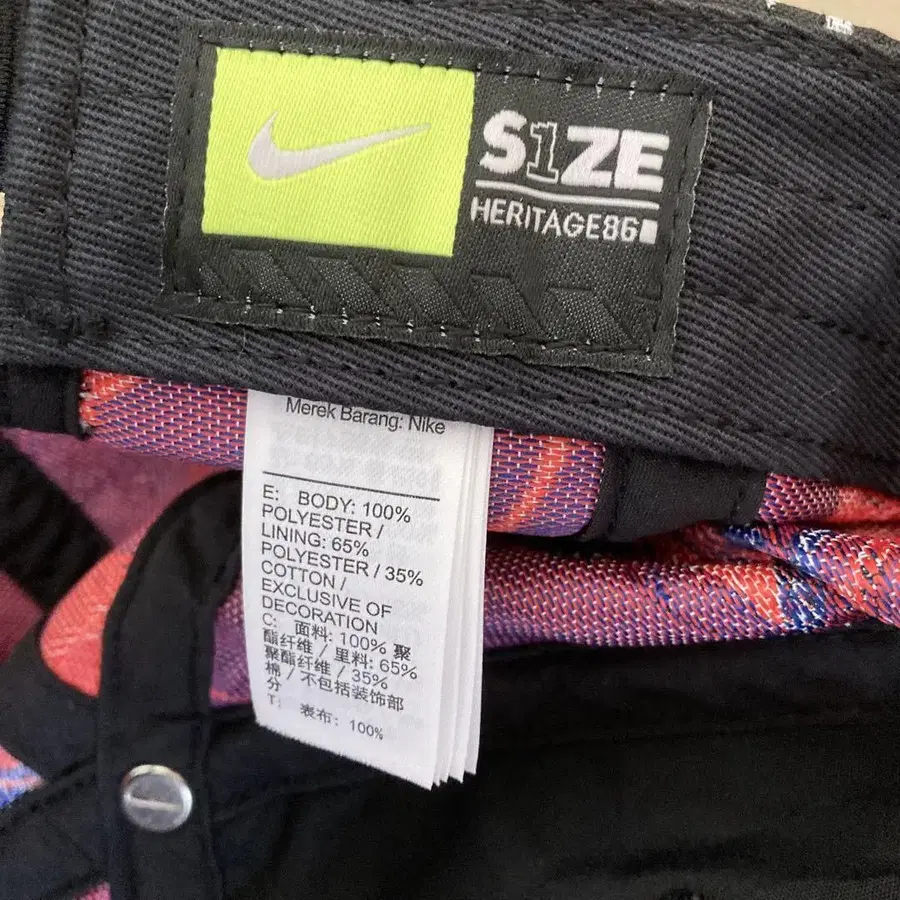 S1ZE
HERITAGE86
Merek Barang: Nike
E: BODY: 100%
POLYESTER /
LINING: 65%
POLYESTER / 35%
COTTON /
EXCLUSIVE OF
DECORATION
C: 面料: 100% 聚
酯纤维 / 里料: 65%
聚酯纤维 / 35%
棉 / 不包括装饰部
分
T: 表布: 100%